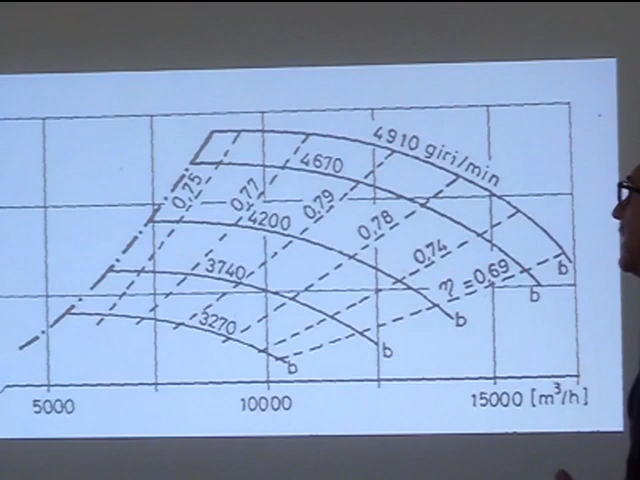 4910 giri/min
4670
0,75
0,77
0,79
4200
0,78
0,74
3740
η = 0,69
b
b
3270
b
b
b
5000
10000
15000 [m³/h]